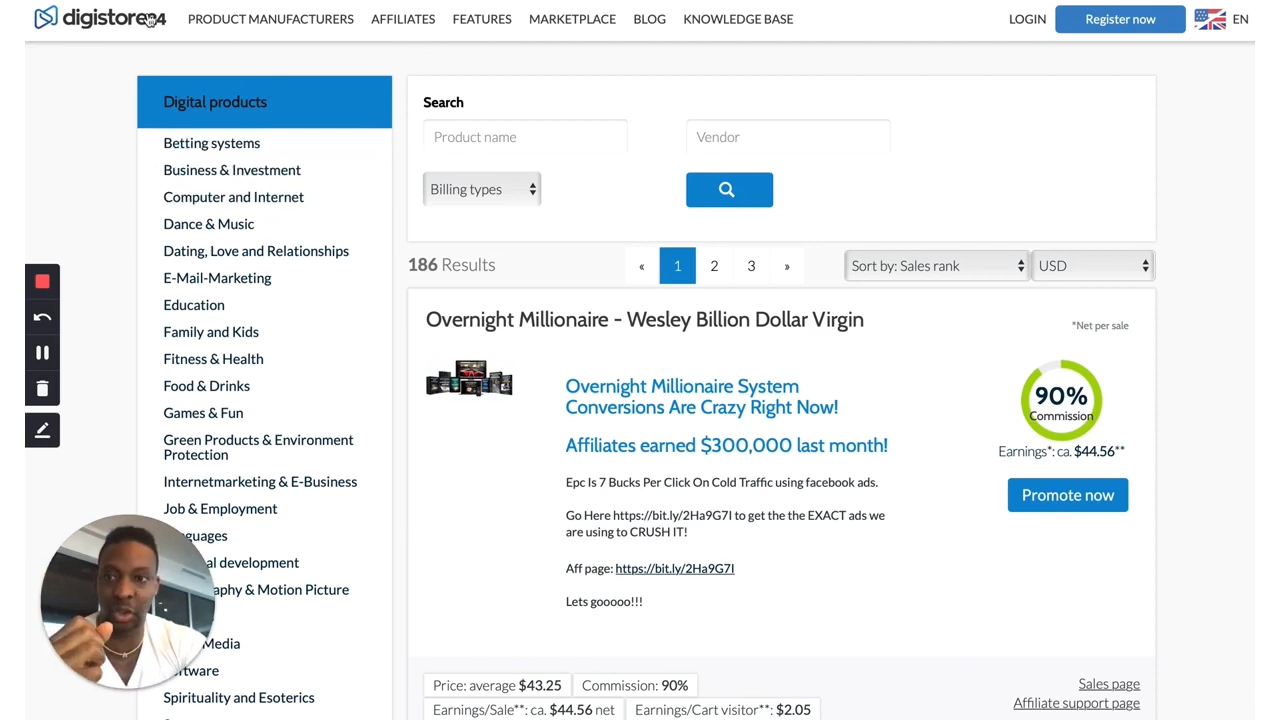 digistore24 PRODUCT MANUFACTURERS AFFILIATES FEATURES MARKETPLACE BLOG KNOWLEDGE BASE LOGIN Register now EN
Digital products
Betting systems
Business & Investment
Computer and Internet
Dance & Music
Dating, Love and Relationships
E-Mail-Marketing
Education
Family and Kids
Fitness & Health
Food & Drinks
Games & Fun
Green Products & Environment
Protection
Internetmarketing & E-Business
Job & Employment
development
Motion Picture
Media
Spirituality and Esoterics
Search
Product name Vendor
Billing types
186 Results « 1 2 3 » Sort by: Sales rank USD
Overnight Millionaire - Wesley Billion Dollar Virgin
*Net per sale
Overnight Millionaire System
Conversions Are Crazy Right Now!
Affiliates earned $300,000 last month!
Epc Is 7 Bucks Per Click On Cold Traffic using facebook ads.
Go Here https://bit.ly/2Ha9G7I to get the the EXACT ads we
are using to CRUSH IT!
Aff page: https://bit.ly/2Ha9G7I
Lets gooooo!!!
90%
Commission
Earnings*: ca. $44.56**
Promote now
Price: average $43.25 Commission: 90%
Earnings/Sale**: ca. $44.56 net Earnings/Cart visitor**: $2.05
Sales page
Affiliate support page